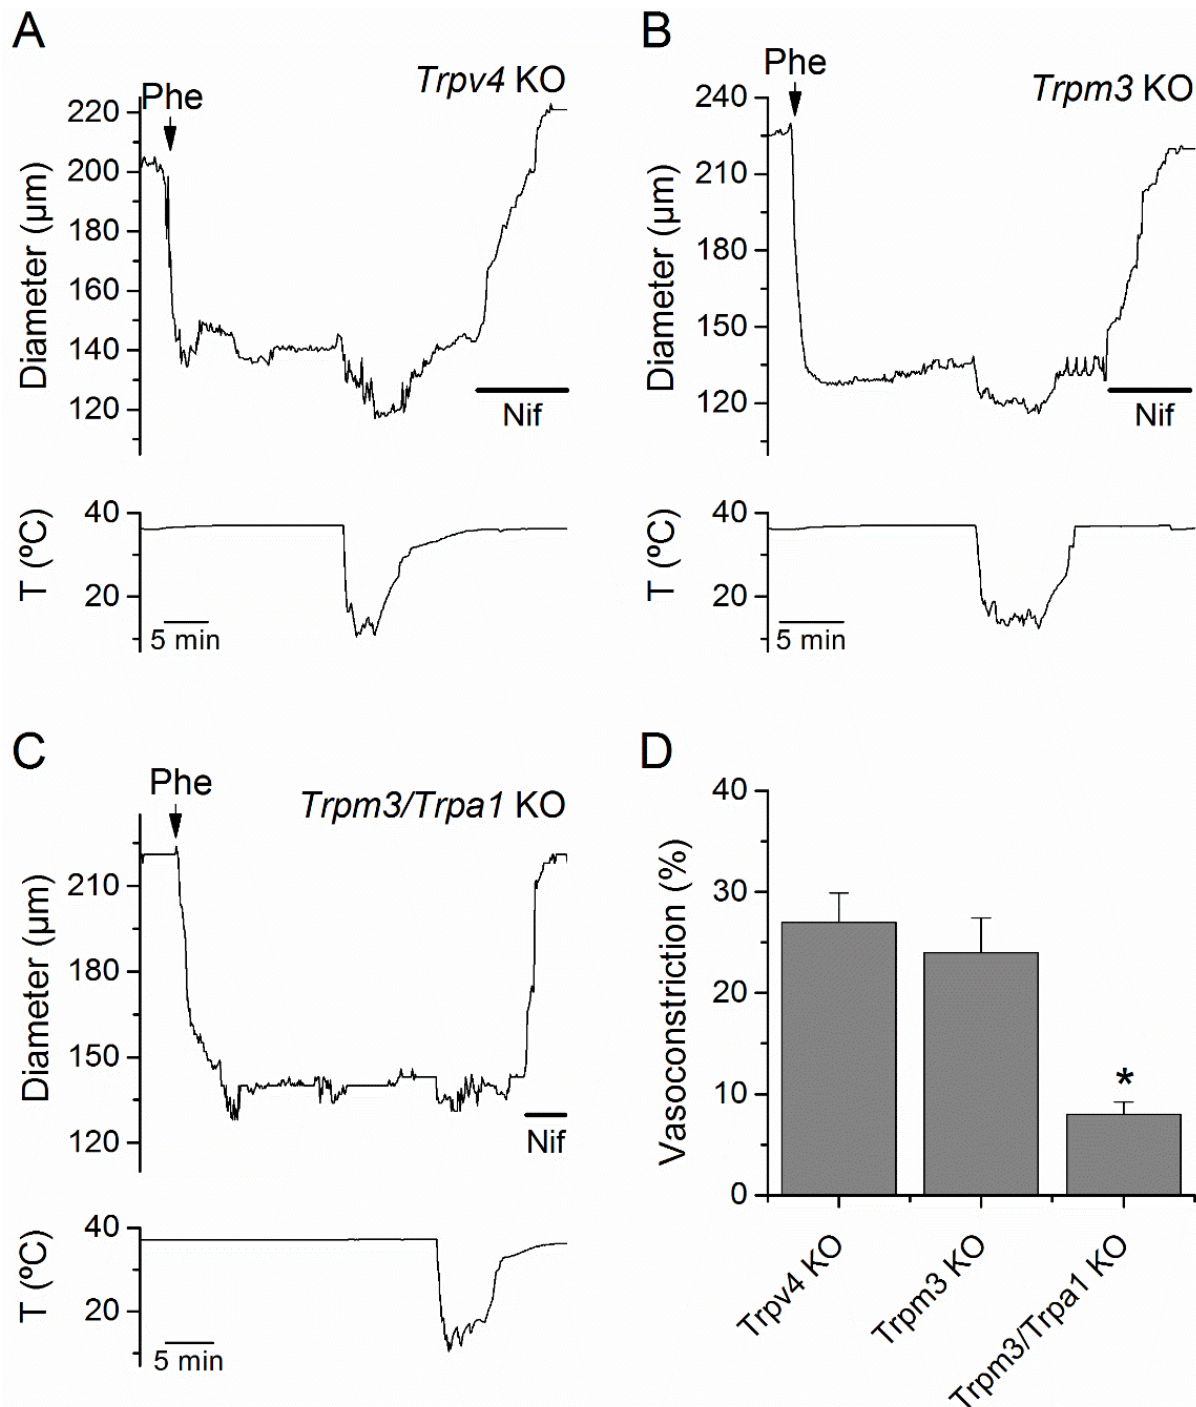 A
Trpv4 KO
Phe
220
200
180
160
140
120
Diameter (µm)
Nif
40
20
T (ºC)
5 min
B
Trpm3 KO
Phe
240
210
180
150
120
Diameter (µm)
Nif
40
20
T (ºC)
5 min
C
Trpm3/Trpa1 KO
Phe
210
180
150
120
Diameter (µm)
Nif
40
20
T (ºC)
5 min
D
40
30
20
10
0
Vasoconstriction (%)
*
Trpv4 KO
Trpm3 KO
Trpm3/Trpa1 KO